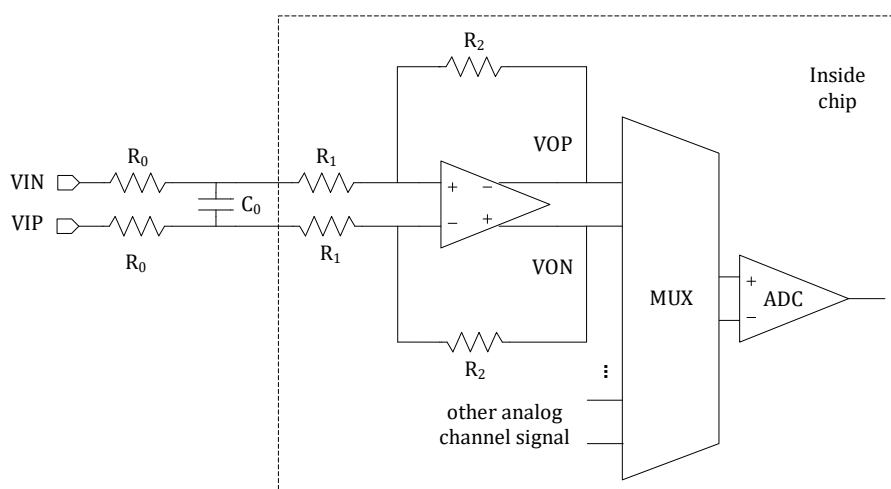 R₂
Inside
chip
R₀
R₁
VOP
VIN
+
−
C₀
VIP
−
+
R₀
R₁
VON
MUX
+
ADC
−
R₂
⋮
other analog
channel signal